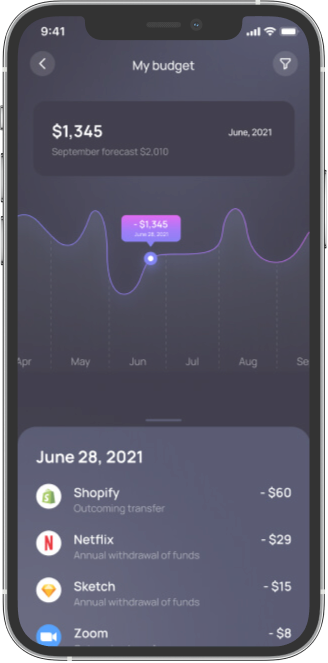 9:41
My budget
$1,345
June, 2021
September forecast $2,010
- $1,345
June 28, 2021
Apr May Jun Jul Aug Se
June 28, 2021
Shopify - $60
Outcoming transfer
Netflix - $29
Annual withdrawal of funds
Sketch - $15
Annual withdrawal of funds
Zoom - $8